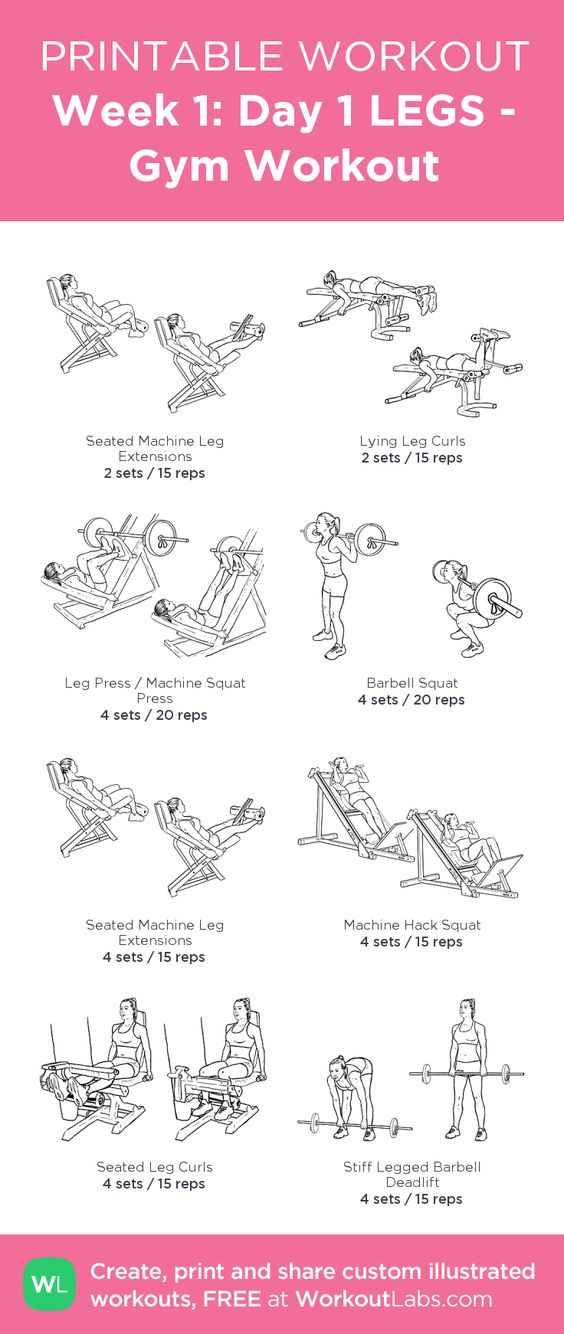 PRINTABLE WORKOUT
Week 1: Day 1 LEGS -
Gym Workout
Seated Machine Leg
Extensions
2 sets / 15 reps
Lying Leg Curls
2 sets / 15 reps
Leg Press / Machine Squat
Press
4 sets / 20 reps
Barbell Squat
4 sets / 20 reps
Seated Machine Leg
Extensions
4 sets / 15 reps
Machine Hack Squat
4 sets / 15 reps
Seated Leg Curls
4 sets / 15 reps
Stiff Legged Barbell
Deadlift
4 sets / 15 reps
WL
Create, print and share custom illustrated
workouts, FREE at WorkoutLabs.com